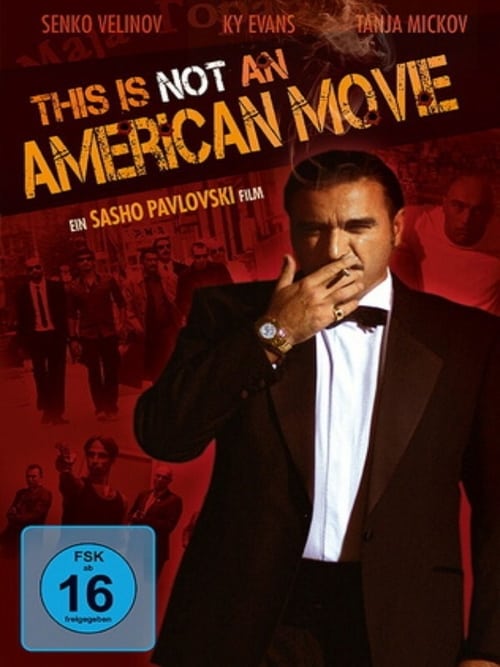 SENKO VELINOV KY EVANS TANJA MICKOV
THIS IS NOT AN
AMERICAN MOVIE
EIN SASHO PAVLOVSKI FILM
FSK
ab
16
freigegeben